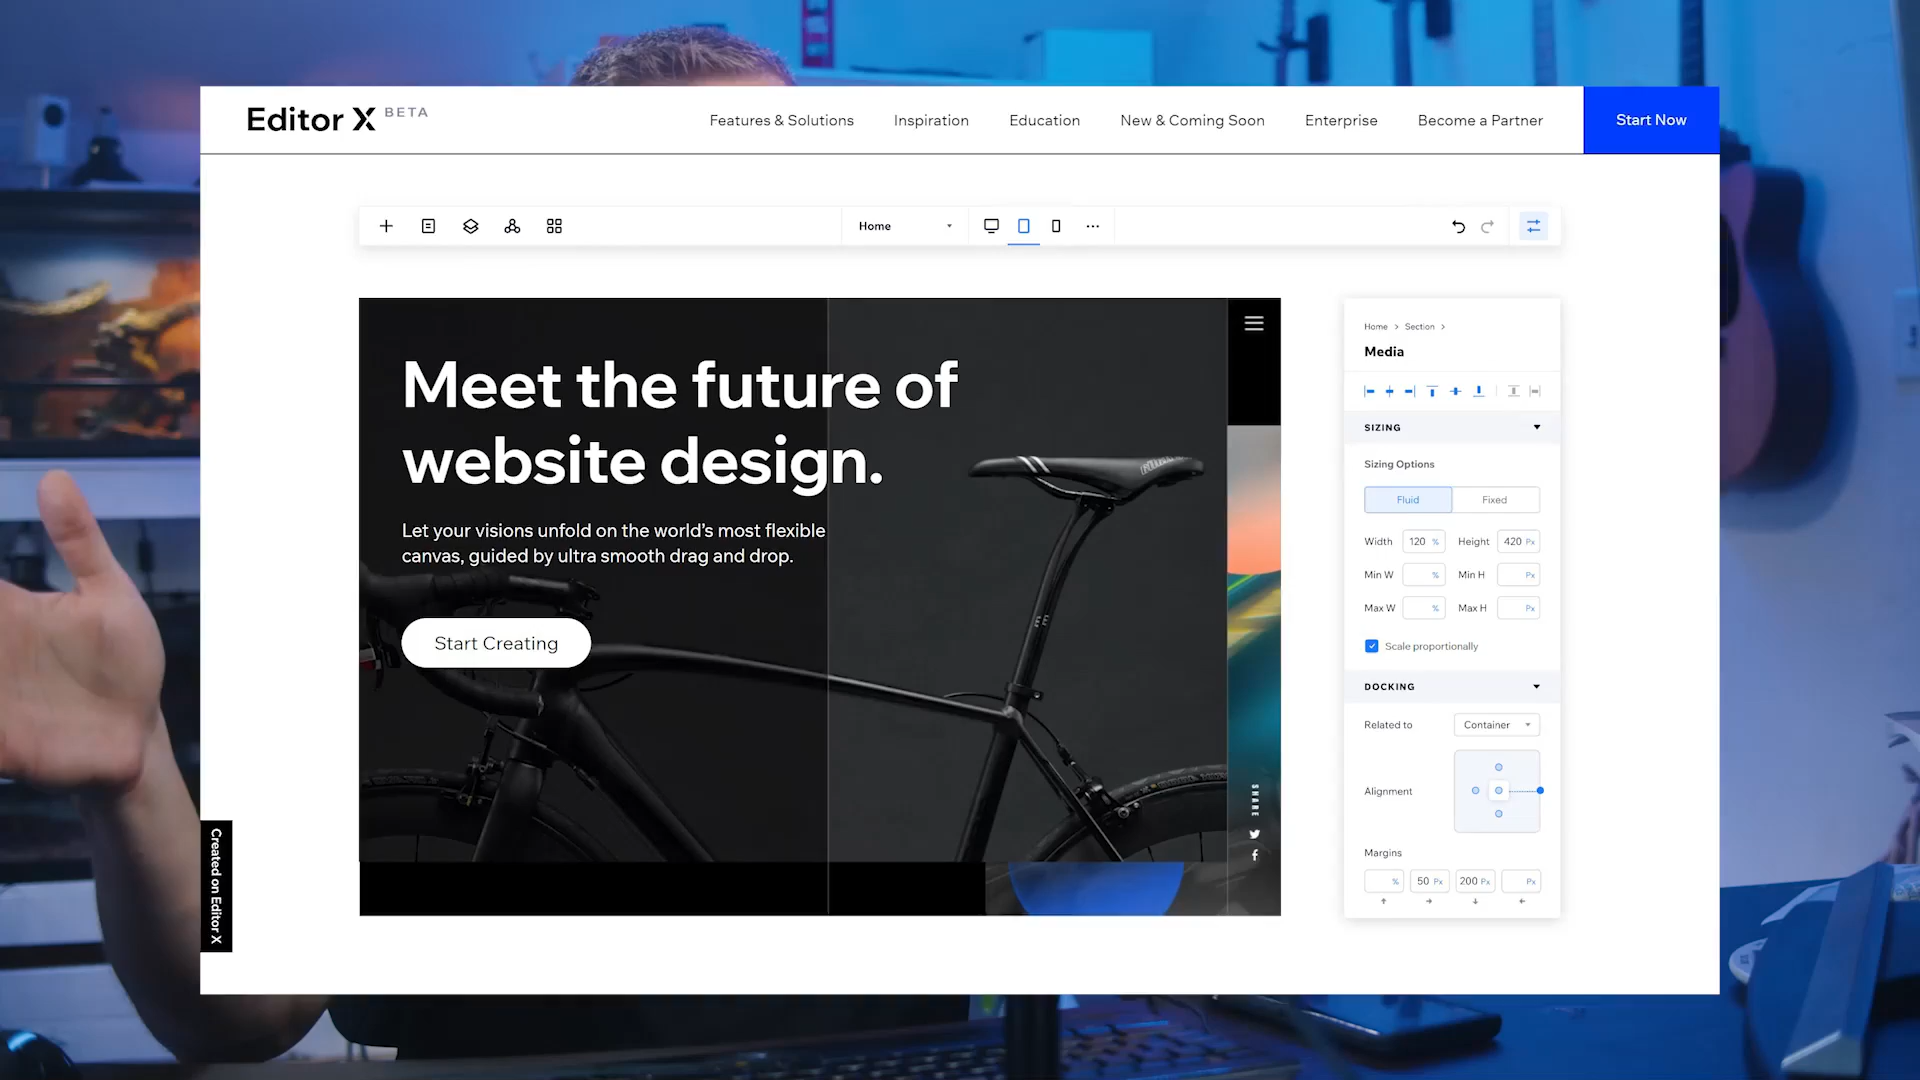 Editor X BETA
Features & Solutions
Inspiration
Education
New & Coming Soon
Enterprise
Become a Partner
Start Now
Home
Meet the future of
website design.
Let your visions unfold on the world's most flexible
canvas, guided by ultra smooth drag and drop.
Start Creating
SHARE
Created on Editor X
Home > Section >
Media
SIZING
Sizing Options
Fluid
Fixed
Width 120 % Height 420 Px
Min W % Min H Px
Max W % Max H Px
Scale proportionally
DOCKING
Related to Container
Alignment
Margins
% 50 Px 200 Px Px